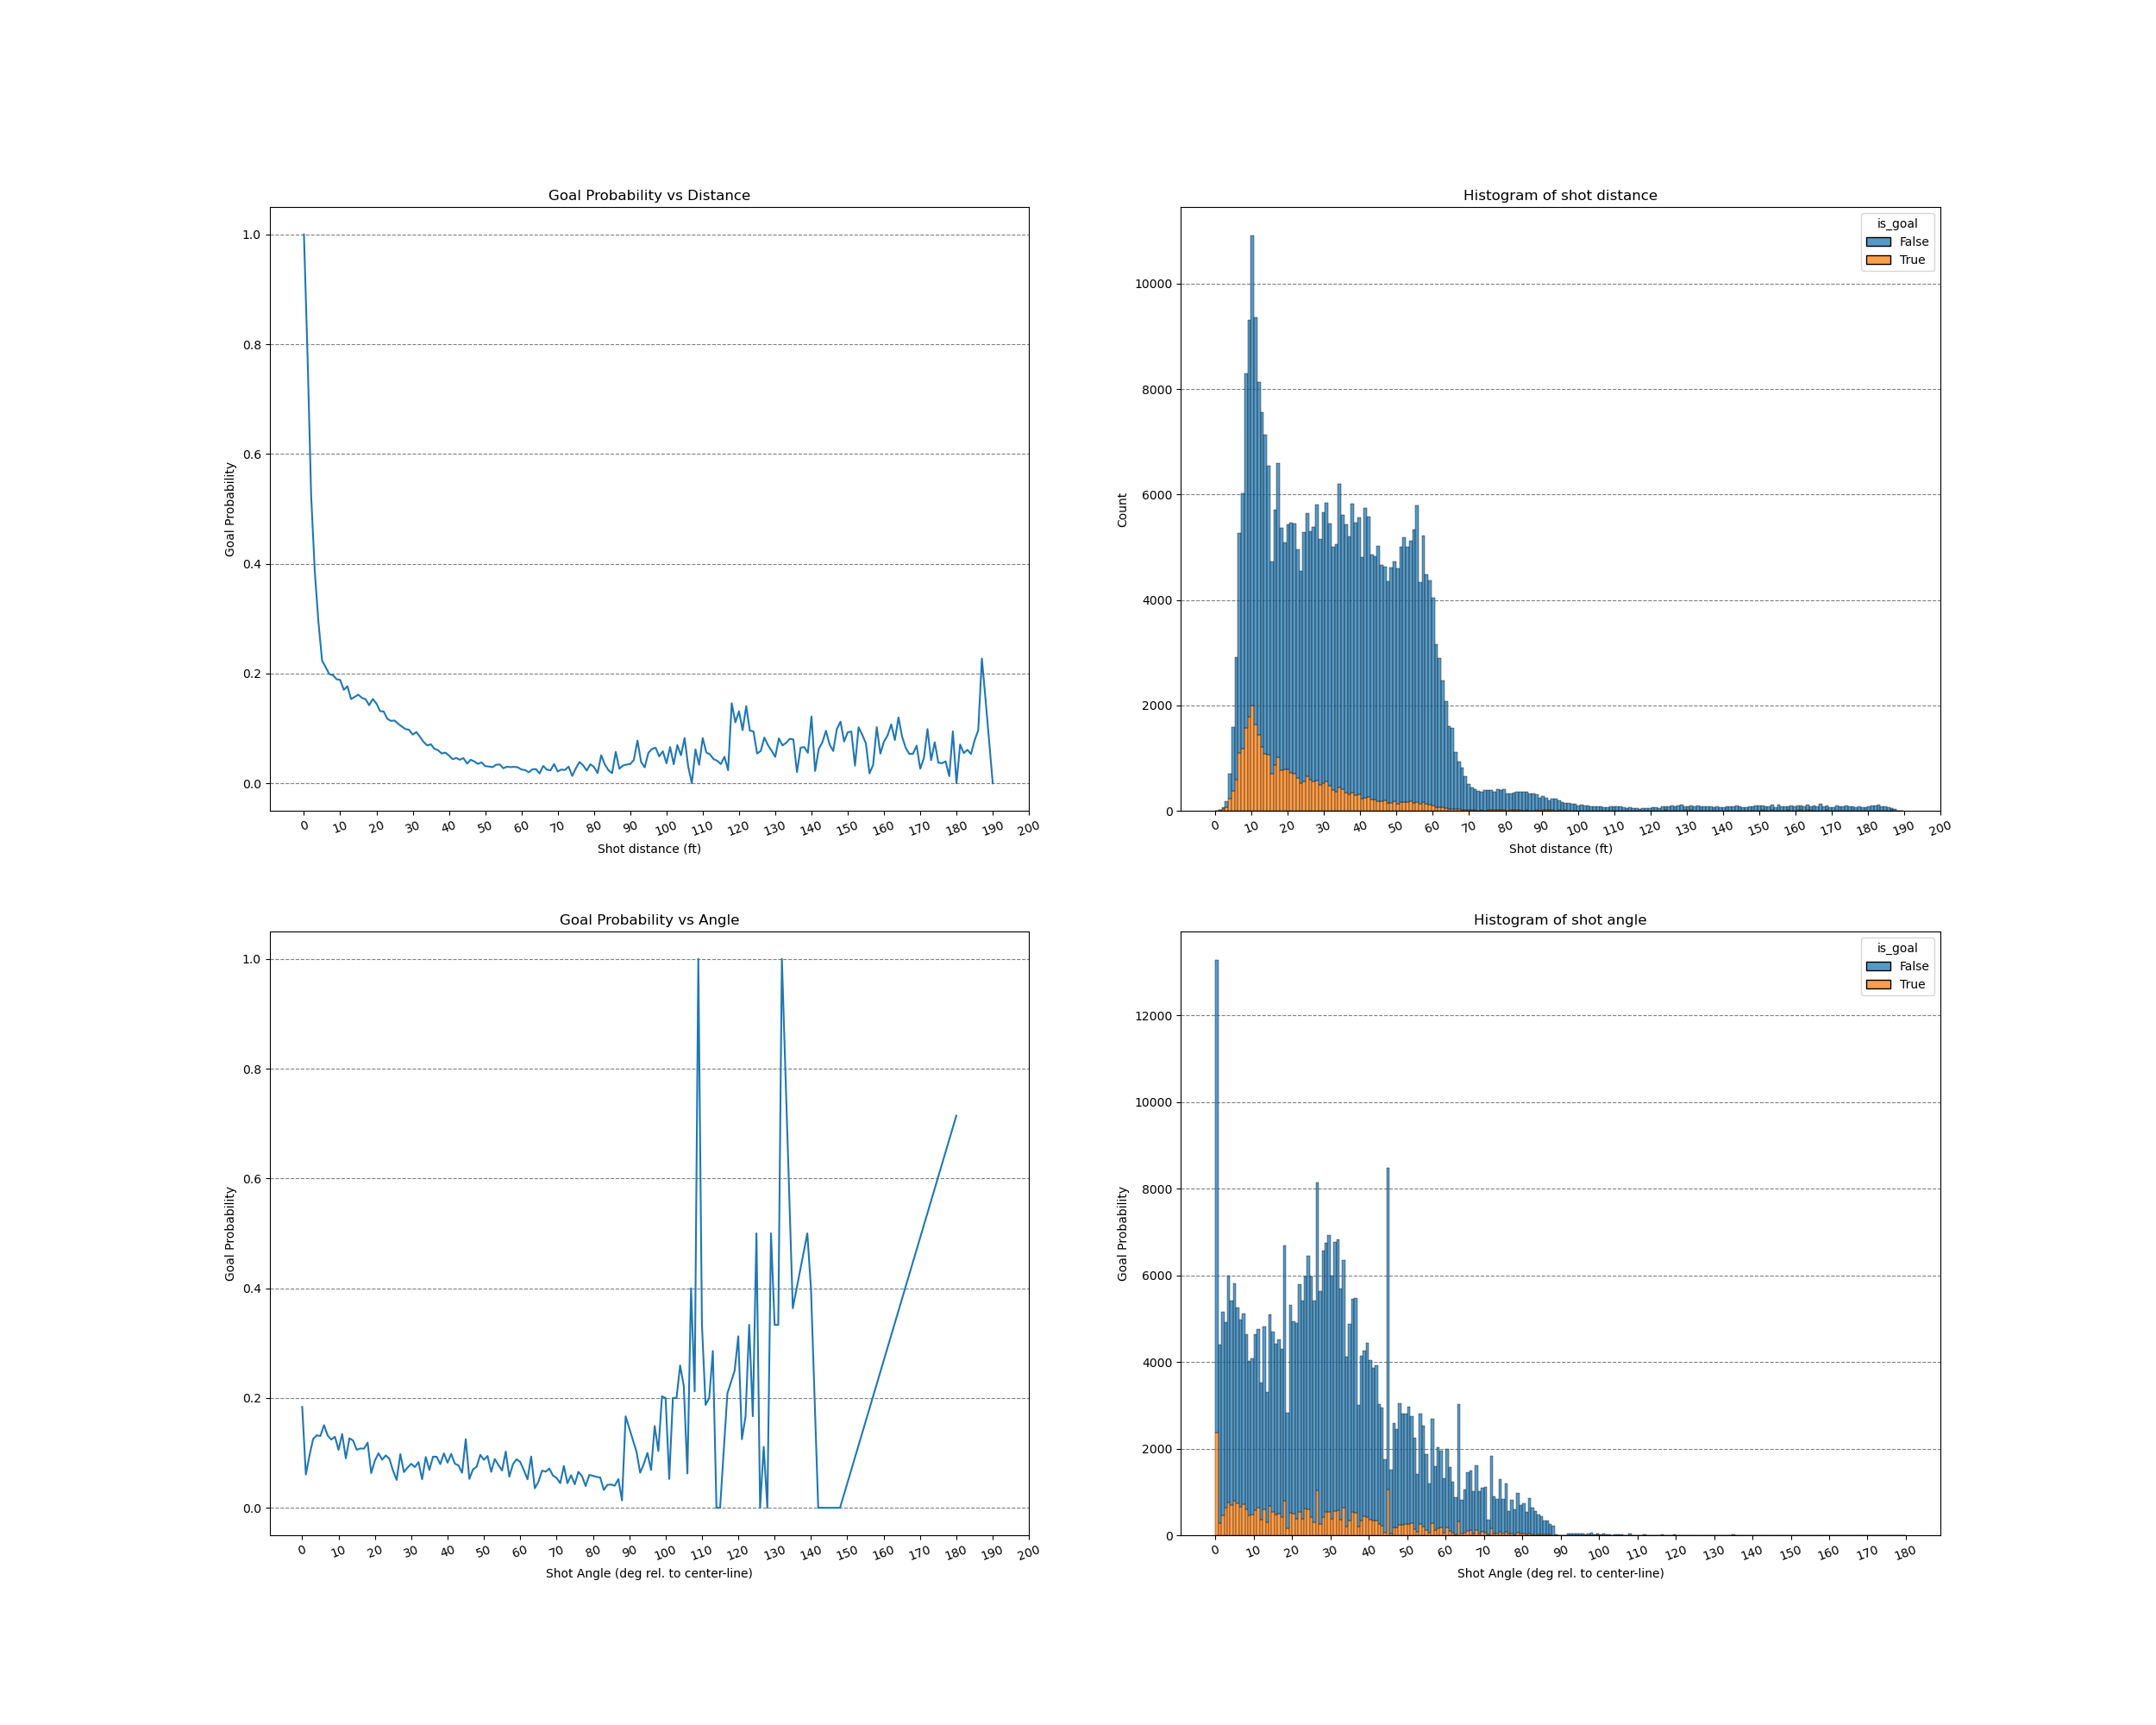 Goal Probability vs Distance
1.0
0.8
0.6
0.4
0.2
0.0
Goal Probability
0 10 20 30 40 50 60 70 80 90 100 110 120 130 140 150 160 170 180 190 200
Shot distance (ft)
Histogram of shot distance
is_goal
False
True
10000
8000
6000
4000
2000
0
Count
0 10 20 30 40 50 60 70 80 90 100 110 120 130 140 150 160 170 180 190 200
Shot distance (ft)
Goal Probability vs Angle
1.0
0.8
0.6
0.4
0.2
0.0
Goal Probability
0 10 20 30 40 50 60 70 80 90 100 110 120 130 140 150 160 170 180 190 200
Shot Angle (deg rel. to center-line)
Histogram of shot angle
is_goal
False
True
12000
10000
8000
6000
4000
2000
0
Goal Probability
0 10 20 30 40 50 60 70 80 90 100 110 120 130 140 150 160 170 180
Shot Angle (deg rel. to center-line)